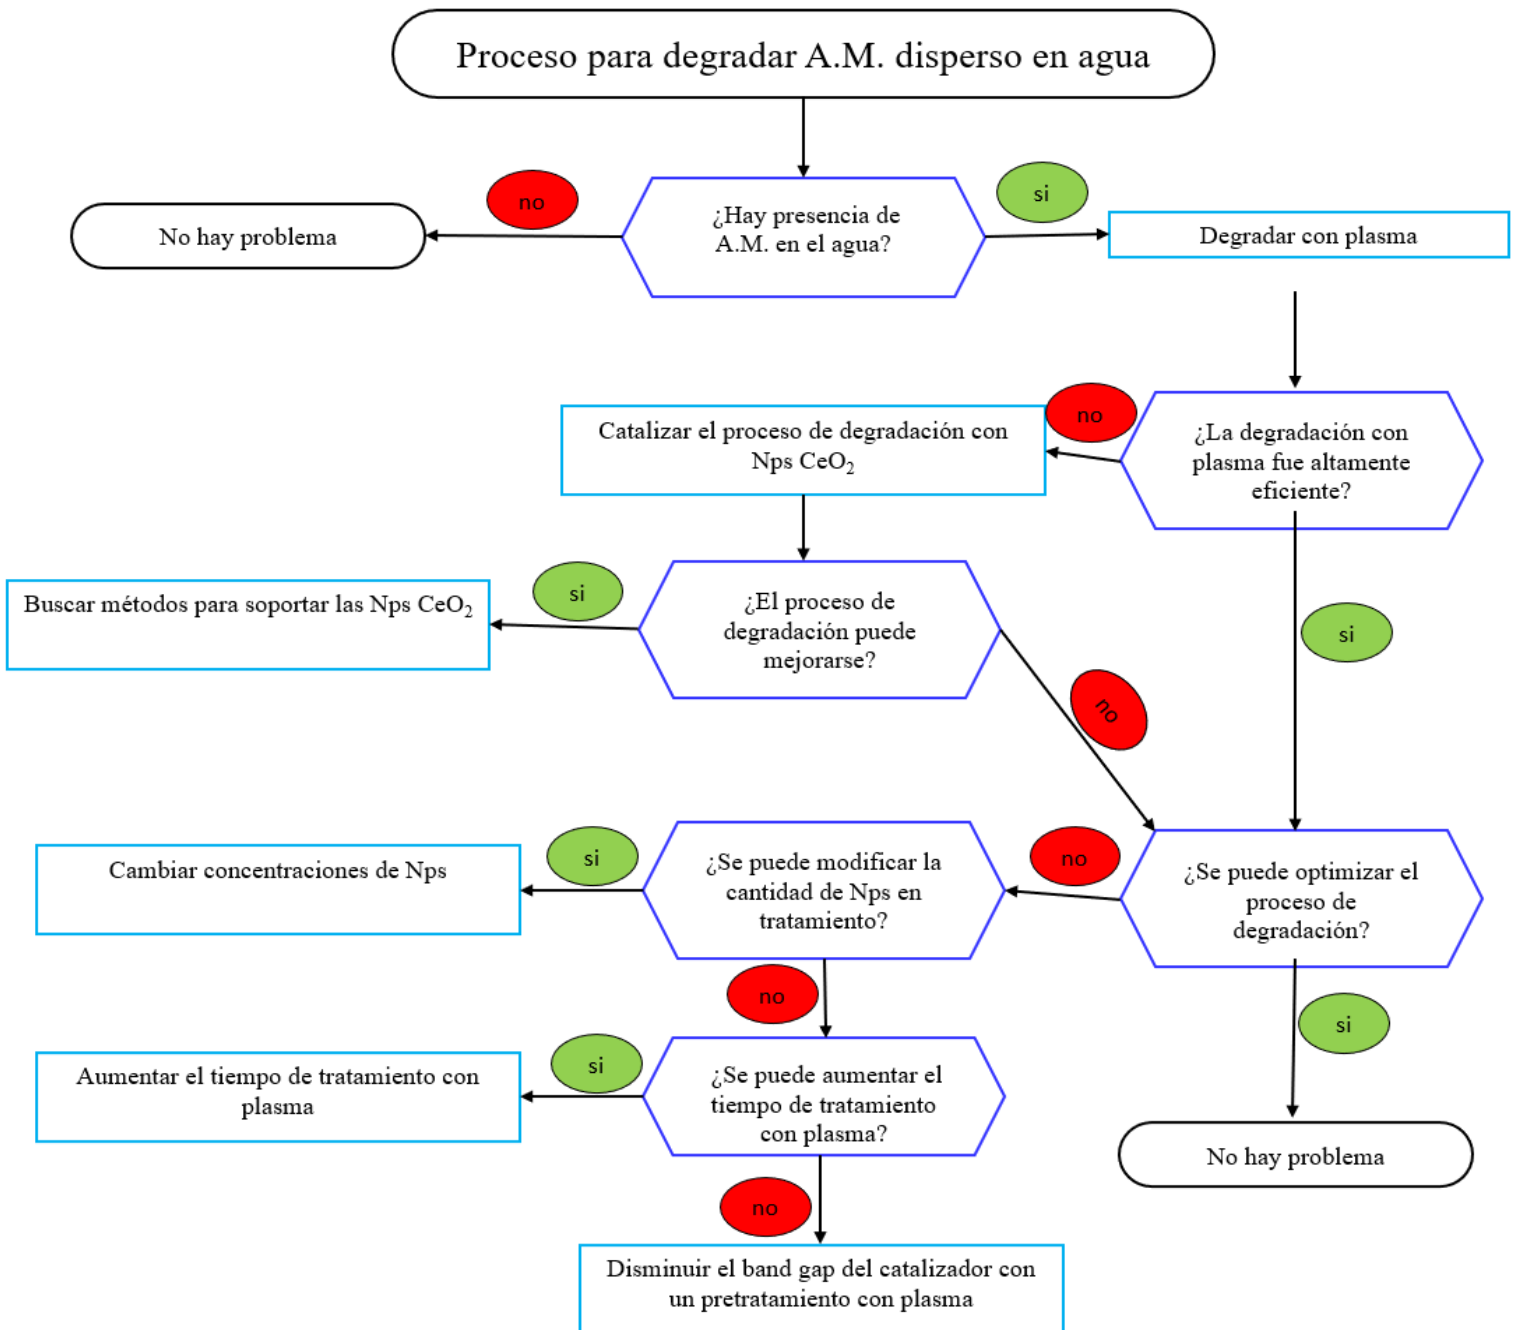 Proceso para degradar A.M. disperso en agua
no
si
¿Hay presencia de
A.M. en el agua?
No hay problema
Degradar con plasma
no
Catalizar el proceso de degradación con
Nps CeO₂
¿La degradación con
plasma fue altamente
eficiente?
si
Buscar métodos para soportar las Nps CeO₂
¿El proceso de
degradación puede
mejorarse?
si
no
si
no
Cambiar concentraciones de Nps
¿Se puede modificar la
cantidad de Nps en
tratamiento?
¿Se puede optimizar el
proceso de
degradación?
no
si
si
Aumentar el tiempo de tratamiento con
plasma
¿Se puede aumentar el
tiempo de tratamiento
con plasma?
No hay problema
no
Disminuir el band gap del catalizador con
un pretratamiento con plasma